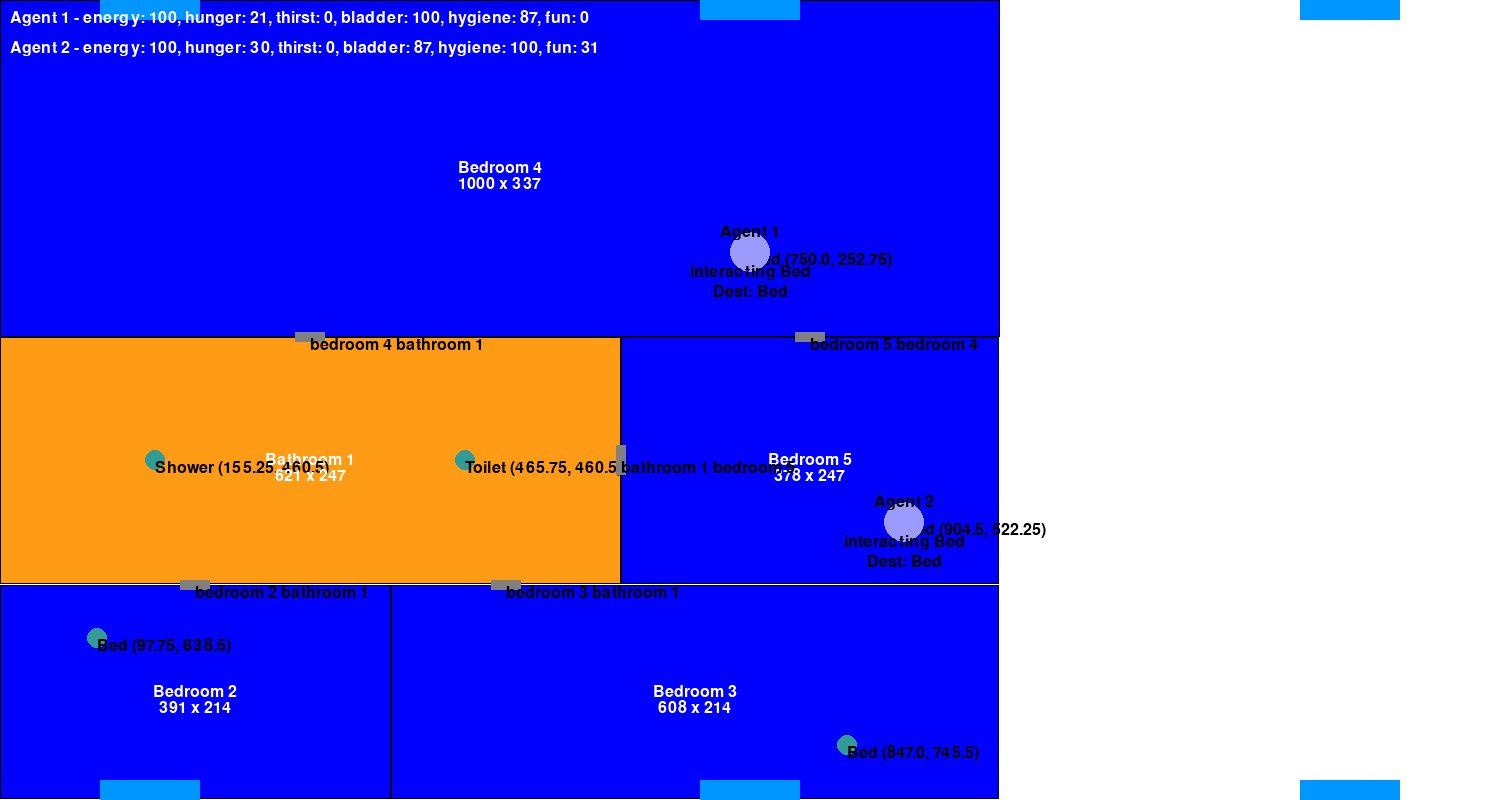 Agent 1 - energy: 100, hunger: 21, thirst: 0, bladder: 100, hygiene: 87, fun: 0
Agent 2 - energy: 100, hunger: 30, thirst: 0, bladder: 87, hygiene: 100, fun: 31
Bedroom 4
1000 x 337
Agent 1
d (750.0, 252.75)
interacting Bed
Dest: Bed
bedroom 4 bathroom 1
bedroom 5 bedroom 4
Shower (155.25, 460.5)
Bathroom 1
621 x 247
Toilet (465.75, 460.5
bathroom 1 bedroom 5
Bedroom 5
378 x 247
Agent 2
d (904.5, 522.25)
interacting Bed
Dest: Bed
bedroom 2 bathroom 1
bedroom 3 bathroom 1
Bed (97.75, 638.5)
Bedroom 2
391 x 214
Bedroom 3
608 x 214
Bed (847.0, 745.5)